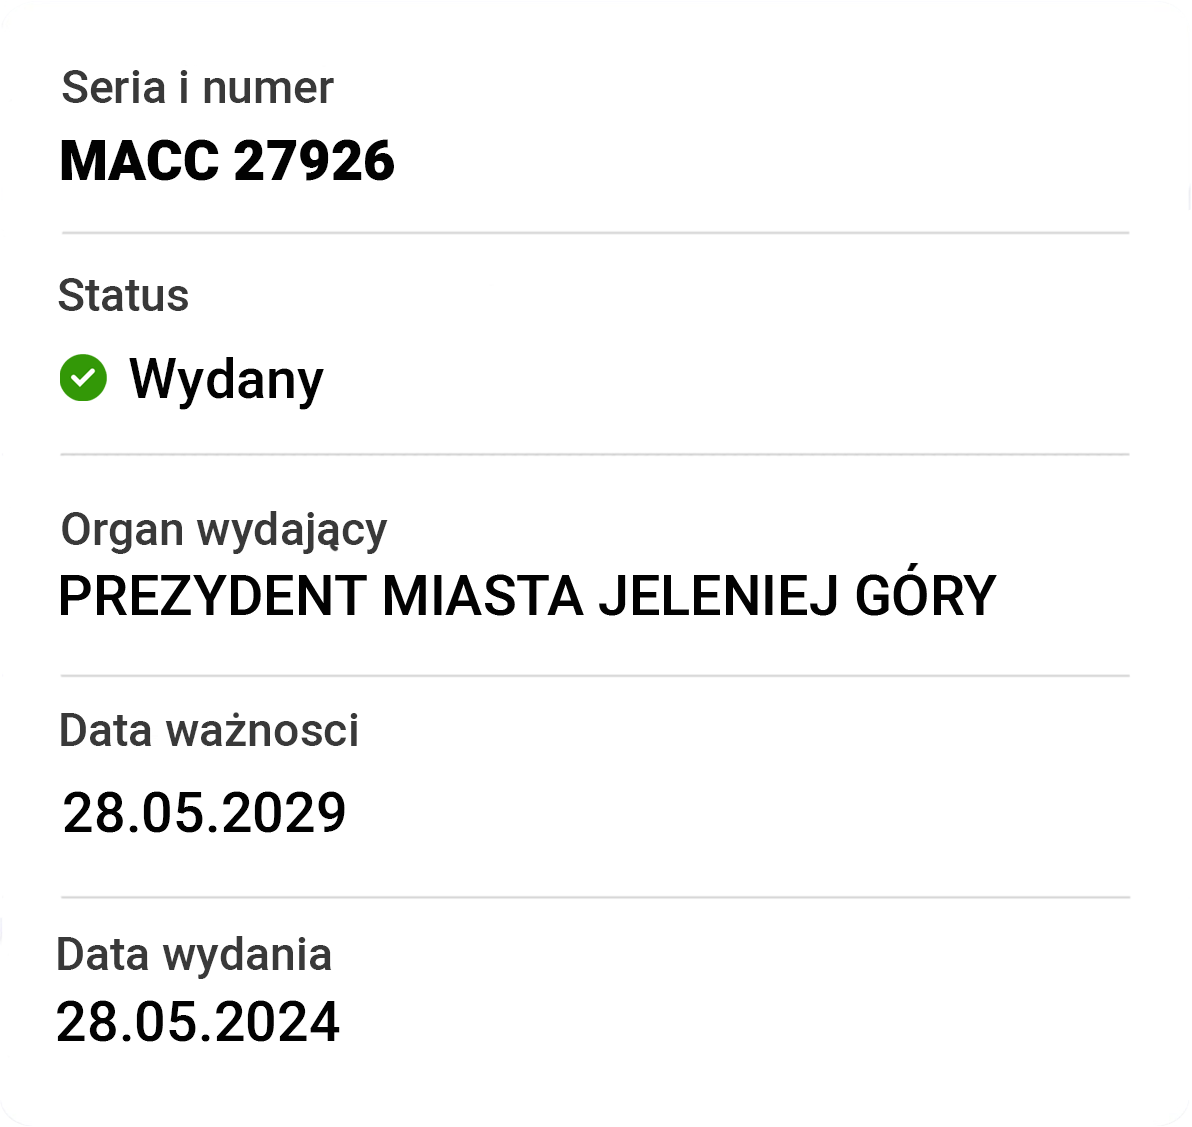 Seria i numer
MACC 27926
Status
Wydany
Organ wydający
PREZYDENT MIASTA JELENIEJ GÓRY
Data ważnosci
28.05.2029
Data wydania
28.05.2024